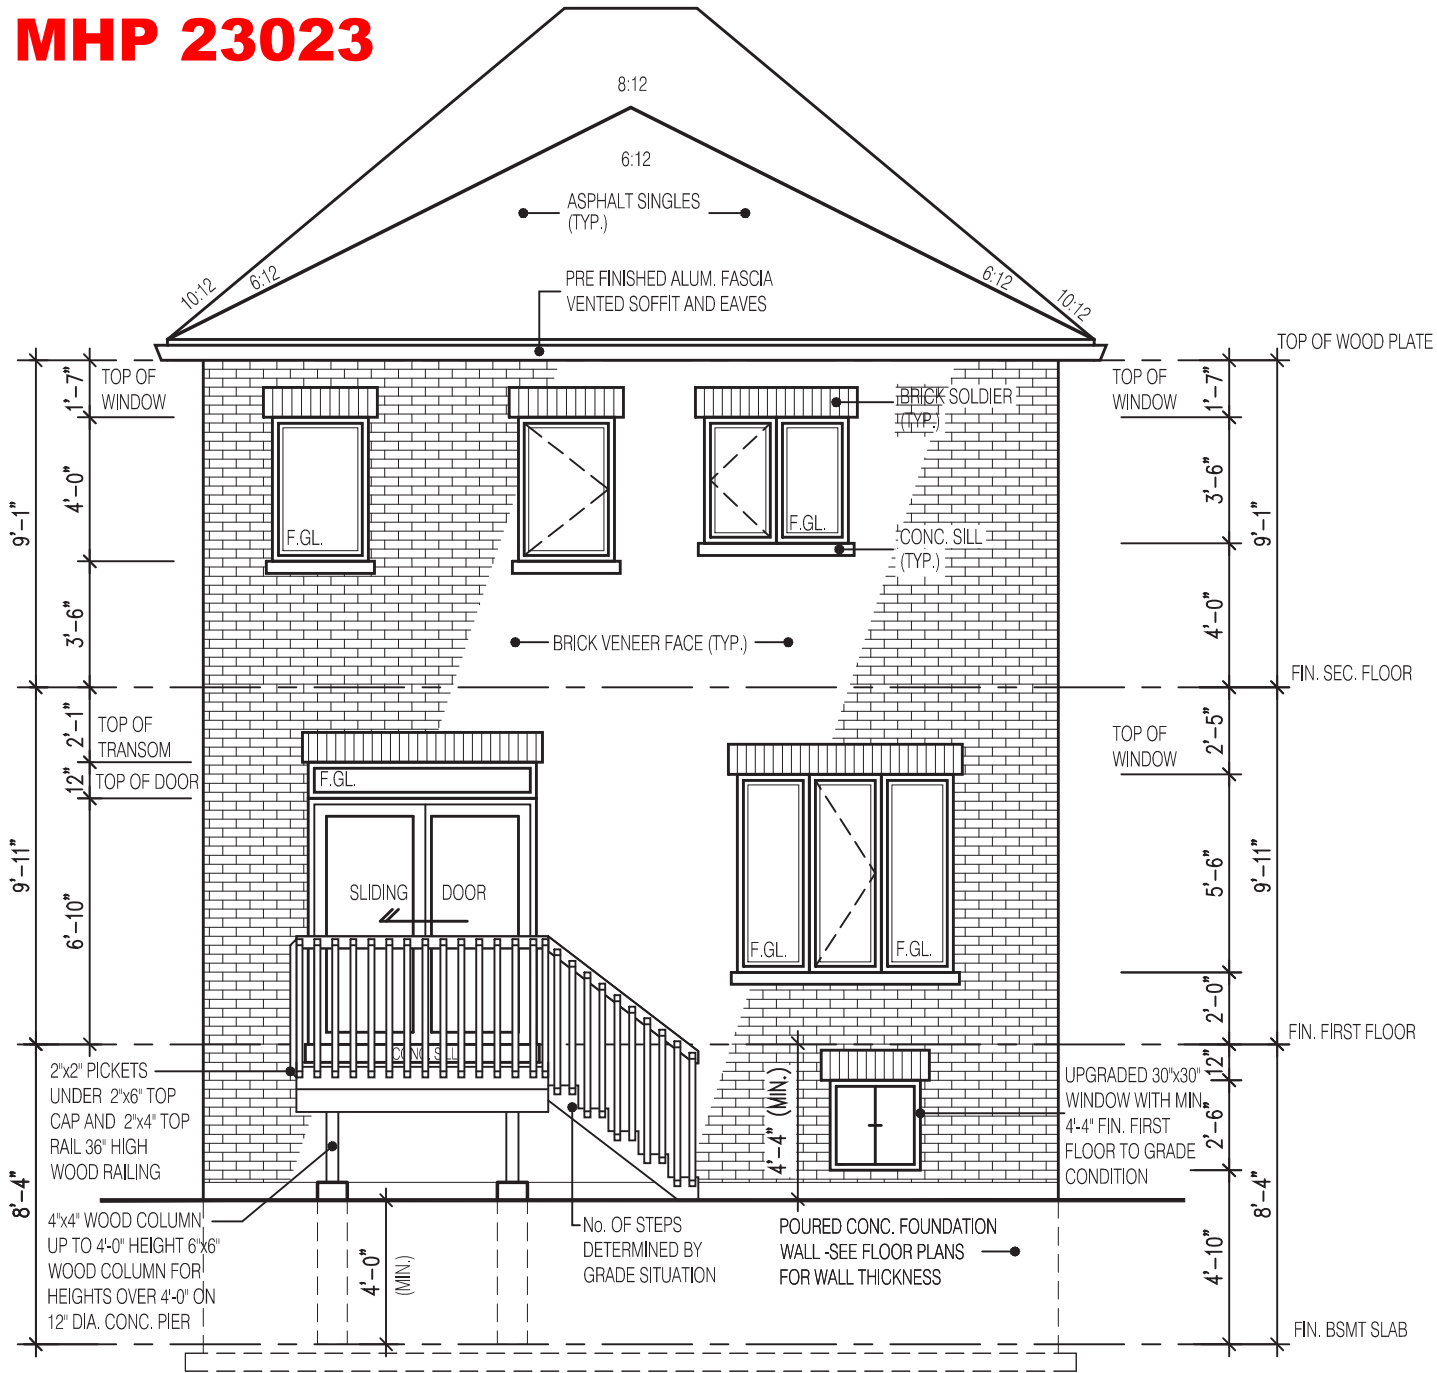 MHP 23023
8:12
6:12
ASPHALT SINGLES
(TYP.)
10:12
6:12
6:12
10:12
PRE FINISHED ALUM. FASCIA
VENTED SOFFIT AND EAVES
TOP OF WOOD PLATE
1'-7"
TOP OF
WINDOW
BRICK SOLDIER
(TYP.)
TOP OF
WINDOW
1'-7"
9'-1"
4'-0"
F.GL.
F.GL.
CONC. SILL
(TYP.)
3'-6"
9'-1"
3'-6"
BRICK VENEER FACE (TYP.)
4'-0"
FIN. SEC. FLOOR
2'-1"
TOP OF
TRANSOM
12"
TOP OF DOOR
F.GL.
TOP OF
WINDOW
2'-5"
9'-11"
6'-10"
SLIDING DOOR
F.GL.
F.GL.
5'-6"
9'-11"
2'-0"
FIN. FIRST FLOOR
CONC. SILL
2"x2" PICKETS
UNDER 2"x6" TOP
CAP AND 2"x4" TOP
RAIL 36" HIGH
WOOD RAILING
4'-4" (MIN.)
UPGRADED 30"x30"
WINDOW WITH MIN.
4'-4" FIN. FIRST
FLOOR TO GRADE
CONDITION
12"
2'-6"
8'-4"
8'-4"
4"x4" WOOD COLUMN
UP TO 4'-0" HEIGHT 6"x6"
WOOD COLUMN FOR
HEIGHTS OVER 4'-0" ON
12" DIA. CONC. PIER
4'-0"
(MIN.)
No. OF STEPS
DETERMINED BY
GRADE SITUATION
POURED CONC. FOUNDATION
WALL -SEE FLOOR PLANS
FOR WALL THICKNESS
4'-10"
FIN. BSMT SLAB